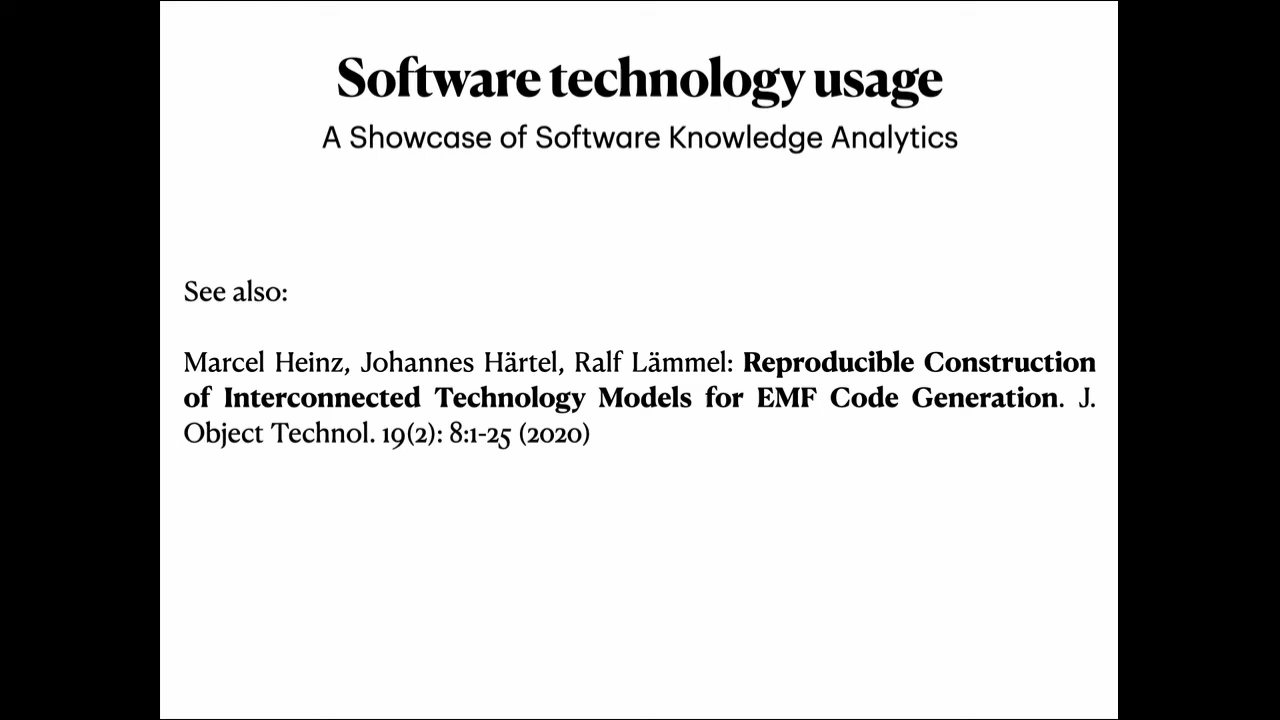 Software technology usage
A Showcase of Software Knowledge Analytics
See also:
Marcel Heinz, Johannes Härtel, Ralf Lämmel: Reproducible Construction
of Interconnected Technology Models for EMF Code Generation. J.
Object Technol. 19(2): 8:1-25 (2020)